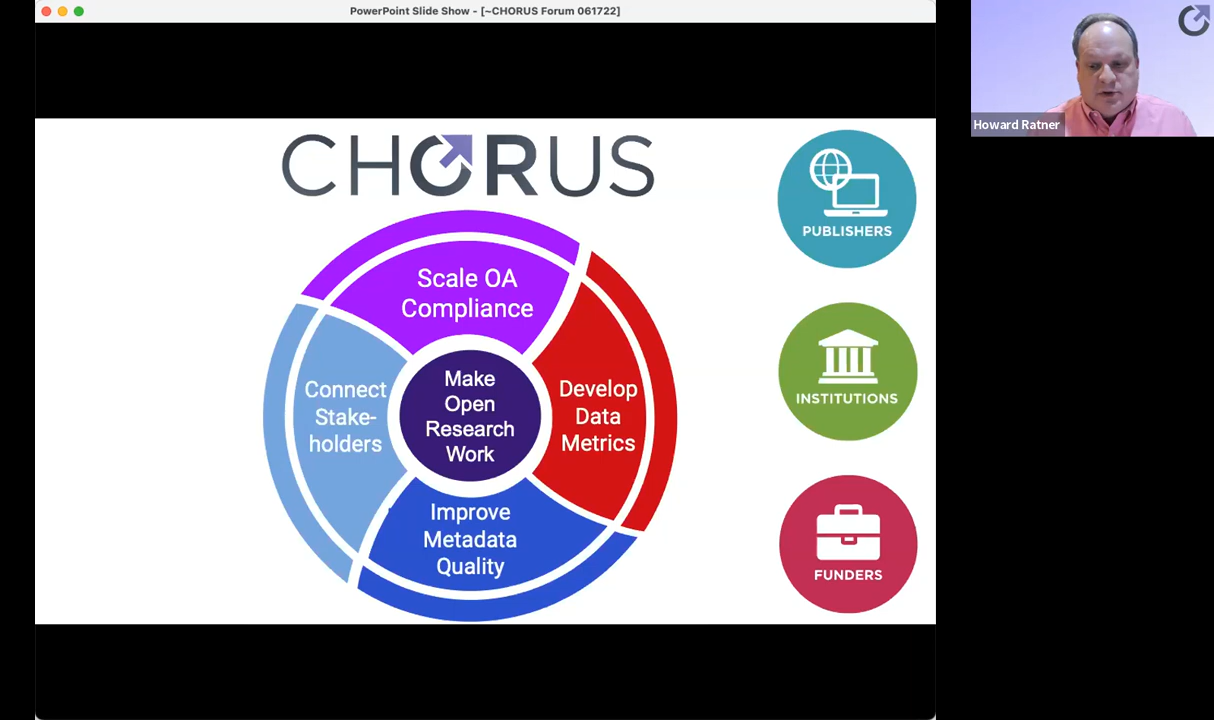 PowerPoint Slide Show - [~CHORUS Forum 061722]
Howard Ratner
CHORUS
Scale OA
Compliance
Connect
Stake-
holders
Make
Open
Research
Work
Develop
Data
Metrics
Improve
Metadata
Quality
PUBLISHERS
INSTITUTIONS
FUNDERS